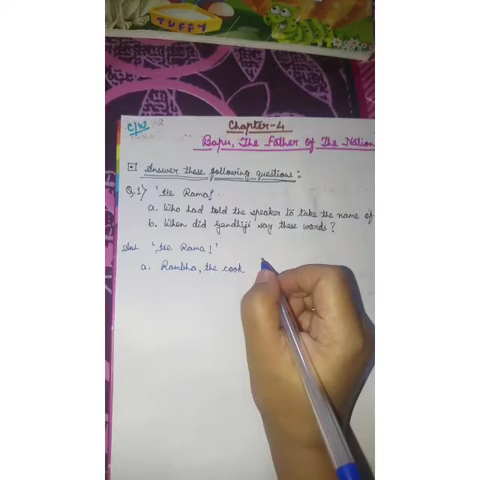 TUFFY
C/W
Chapter-4
Bapu, The Father Of The Nation
Answer these following questions:
Q.1) 'He Rama!'
a. Who had told the speaker to take the name of
b. When did Gandhiji say these words?
Ans 'He Rama!'
a. Rambha, the cook